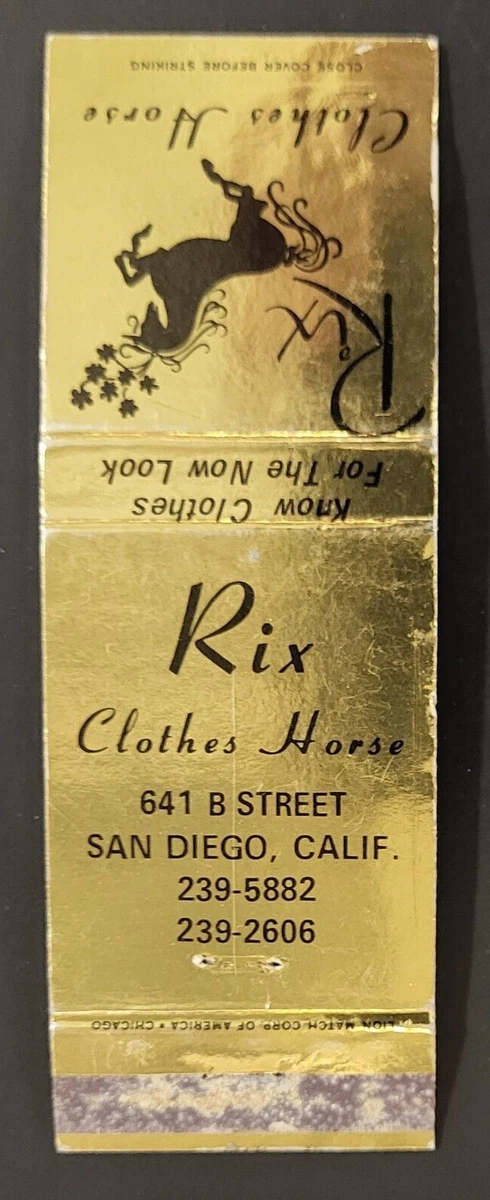 CLOSE COVER BEFORE STRIKING
Clothes Horse
Rix
Know Clothes
For The Now Look
Rix
Clothes Horse
641 B STREET
SAN DIEGO, CALIF.
239-5882
239-2606
LION MATCH CORP. OF AMERICA • CHICAGO